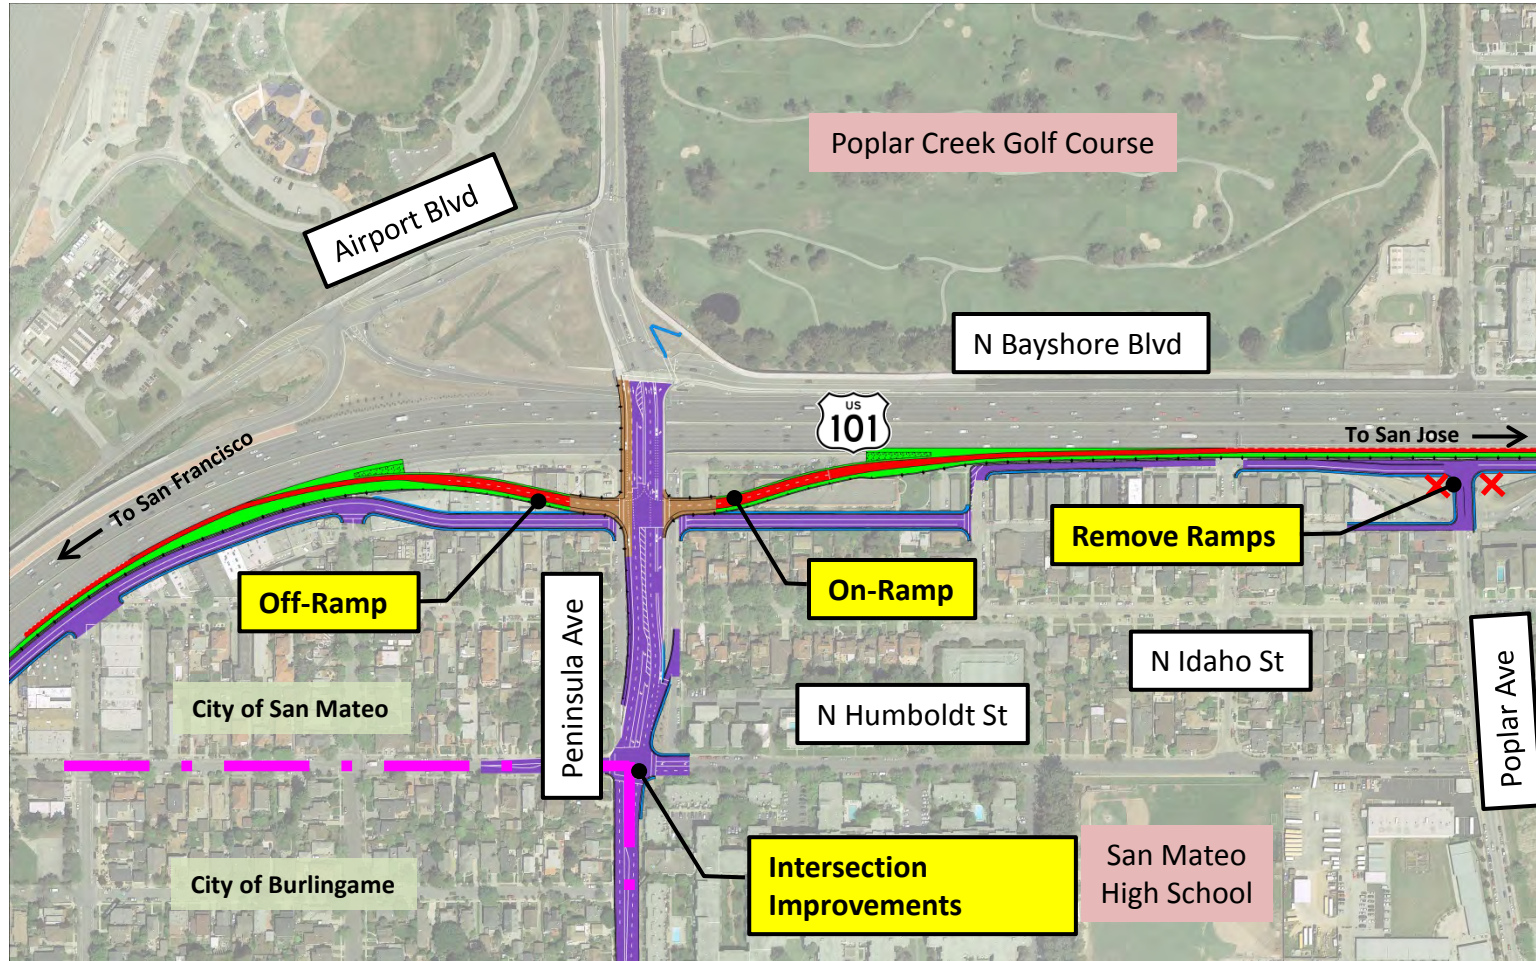 Poplar Creek Golf Course
Airport Blvd
N Bayshore Blvd
US
101
To San Jose
To San Francisco
Remove Ramps
Off-Ramp
On-Ramp
Peninsula Ave
N Idaho St
Poplar Ave
City of San Mateo
N Humboldt St
City of Burlingame
Intersection
Improvements
San Mateo
High School